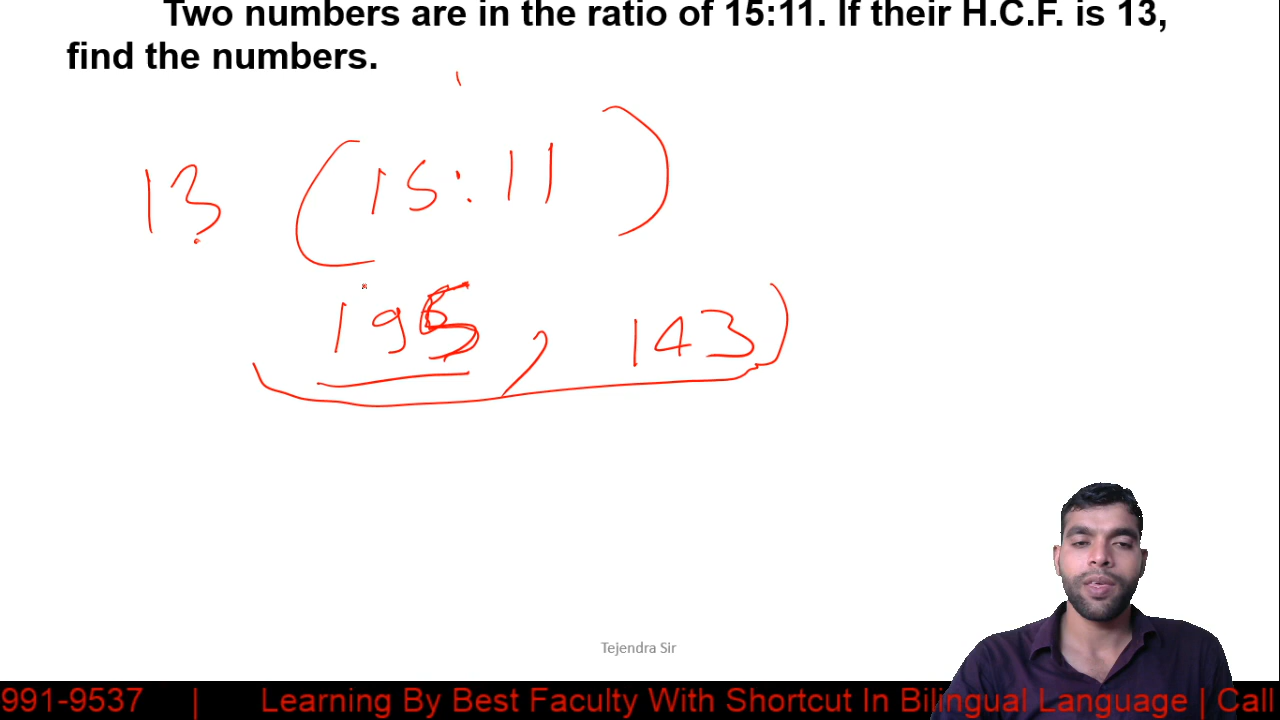 Two numbers are in the ratio of 15:11. If their H.C.F. is 13,
find the numbers.
13 (15:11)
195, 143)
Tejendra Sir
991-9537 | Learning By Best Faculty With Shortcut In Bilingual Language | Call